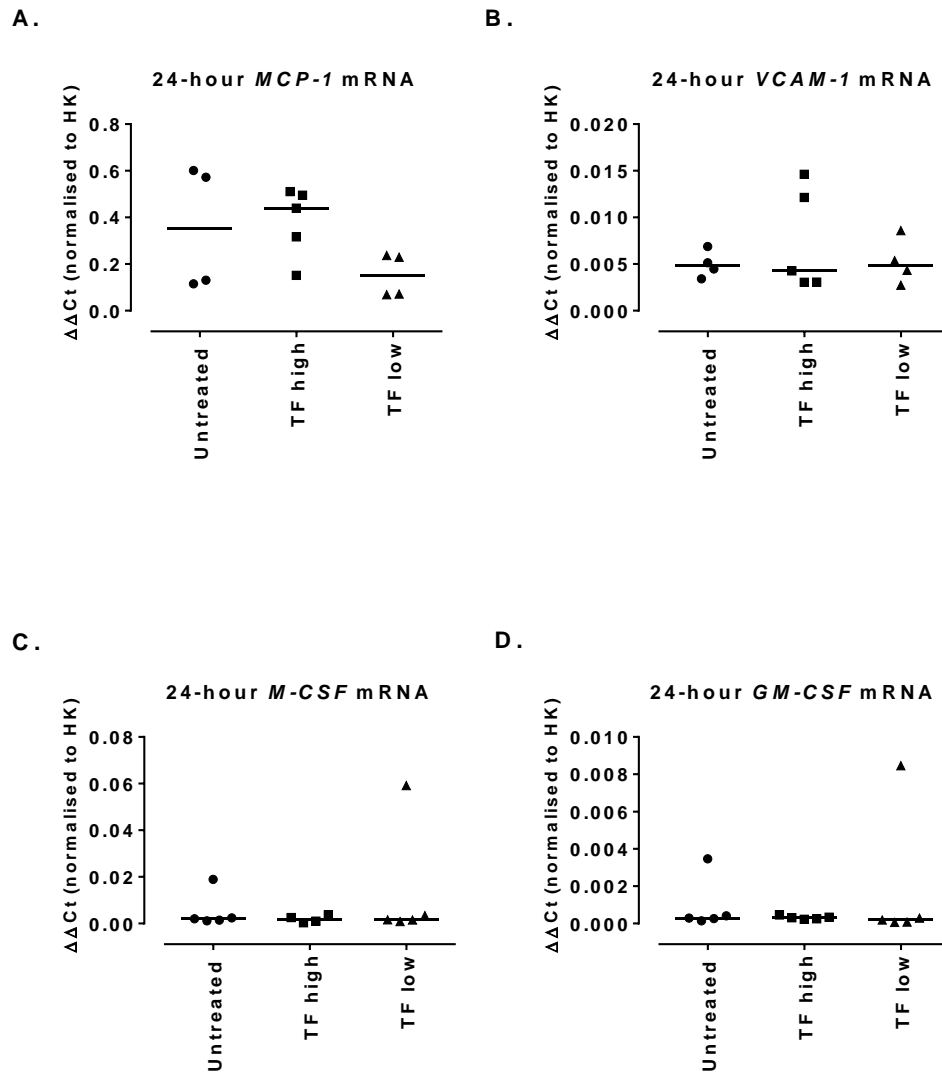 A.
24-hour MCP-1 mRNA
ΔΔCt (normalised to HK)
0.8
0.6
0.4
0.2
0.0
Untreated
TF high
TF low
B.
24-hour VCAM-1 mRNA
ΔΔCt (normalised to HK)
0.020
0.015
0.010
0.005
0.000
Untreated
TF high
TF low
C.
24-hour M-CSF mRNA
ΔΔCt (normalised to HK)
0.08
0.06
0.04
0.02
0.00
Untreated
TF high
TF low
D.
24-hour GM-CSF mRNA
ΔΔCt (normalised to HK)
0.010
0.008
0.006
0.004
0.002
0.000
Untreated
TF high
TF low